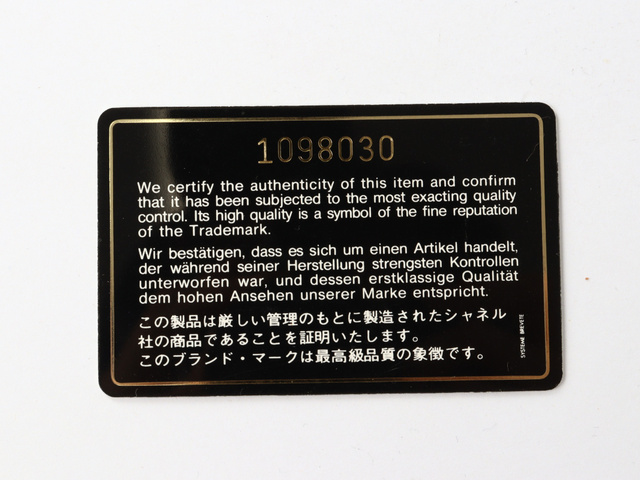 1098030
We certify the authenticity of this item and confirm
that it has been subjected to the most exacting quality
control. Its high quality is a symbol of the fine reputation
of the Trademark.
Wir bestätigen, dass es sich um einen Artikel handelt,
der während seiner Herstellung strengsten Kontrollen
unterworfen war, und dessen erstklassige Qualität
dem hohen Ansehen unserer Marke entspricht.
この製品は厳しい管理のもとに製造されたシャネル
社の商品であることを証明いたします。
このブランド・マークは最高級品質の象徴です。
SYSTEME BREVETE